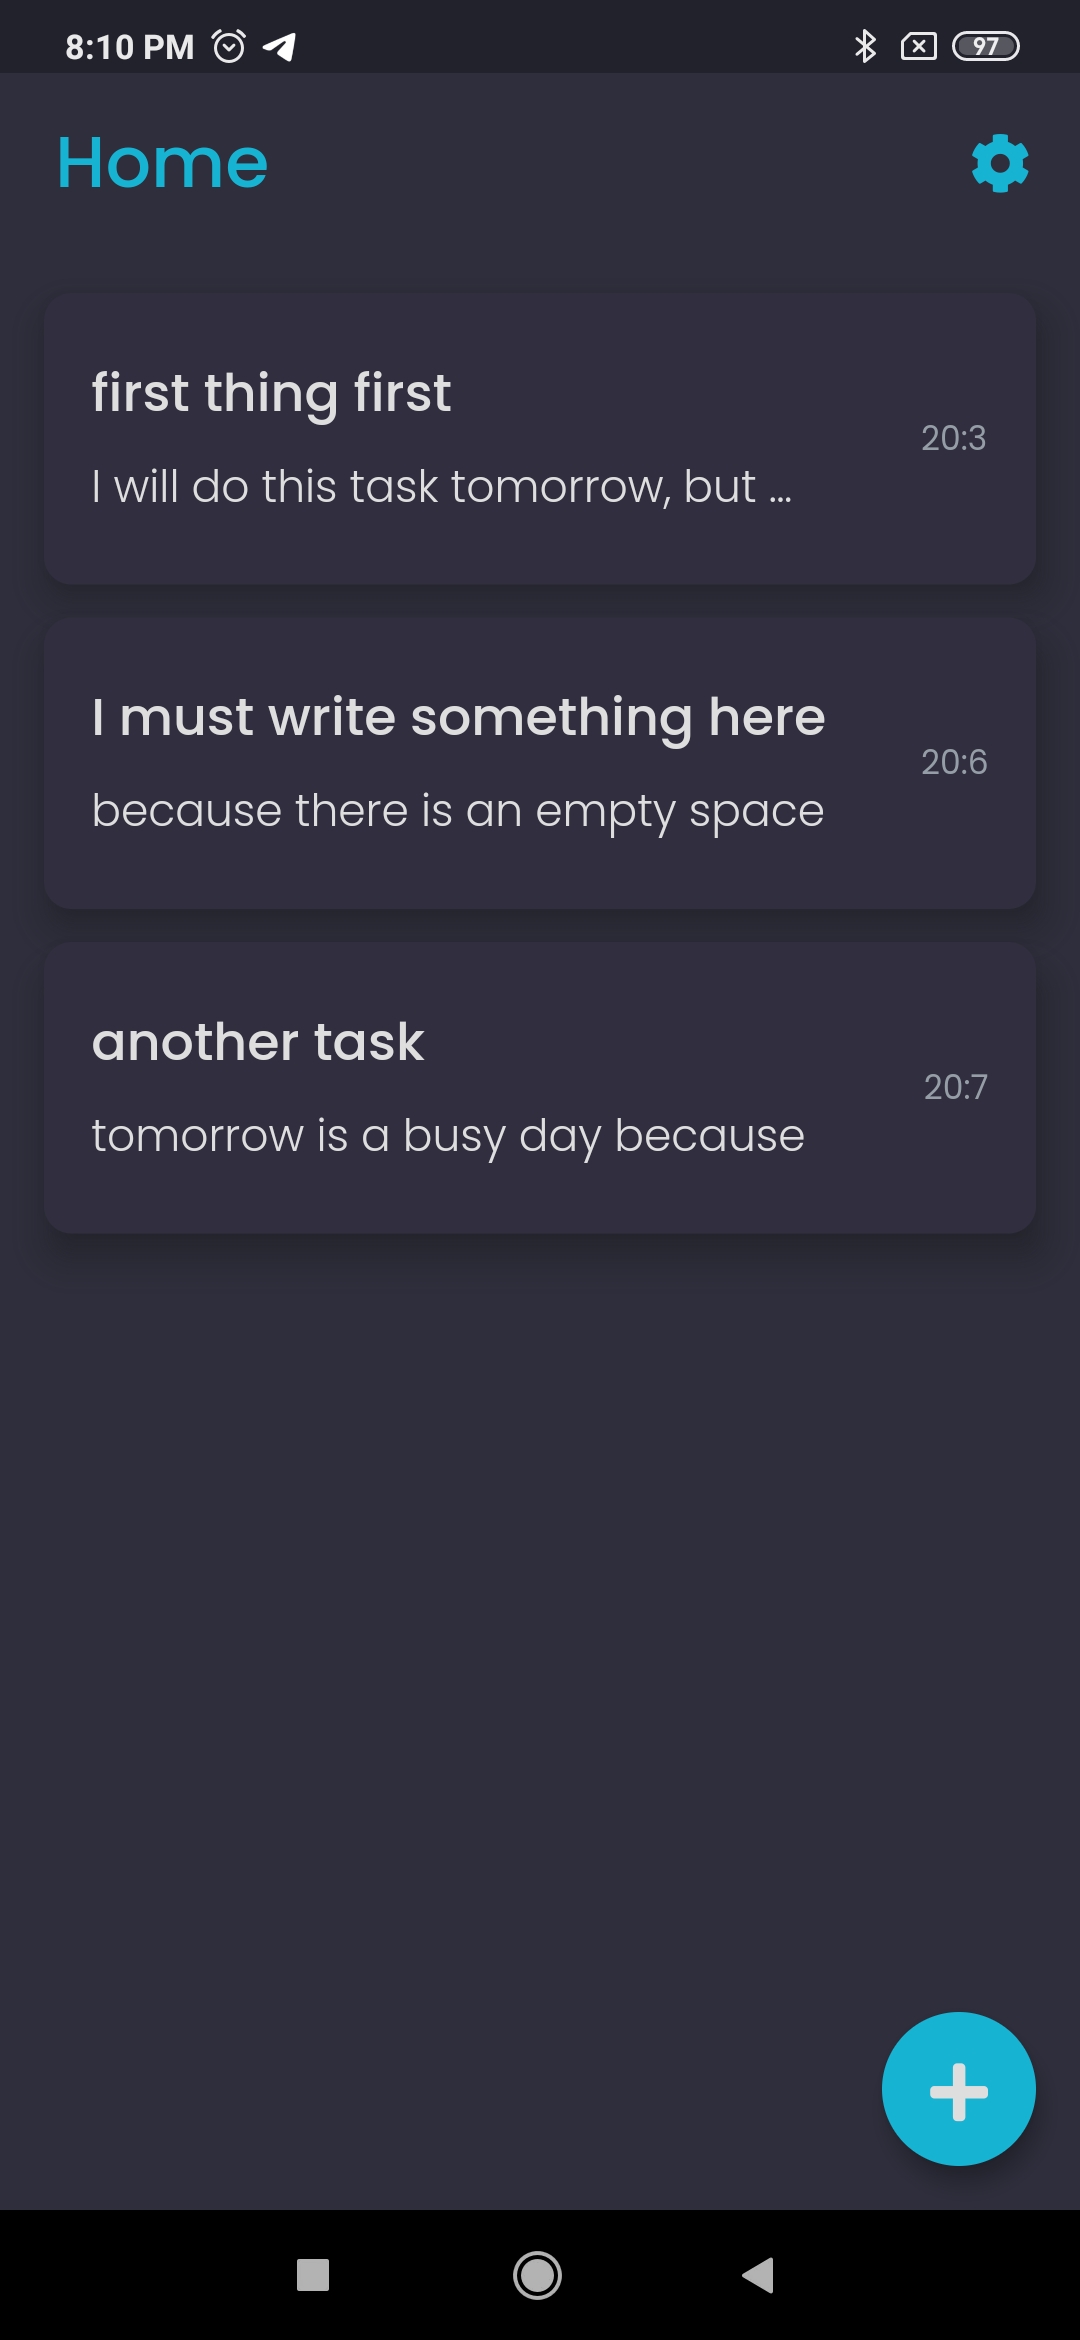 8:10 PM
97
Home
first thing first
20:3
I will do this task tomorrow, but ...
I must write something here
20:6
because there is an empty space
another task
20:7
tomorrow is a busy day because